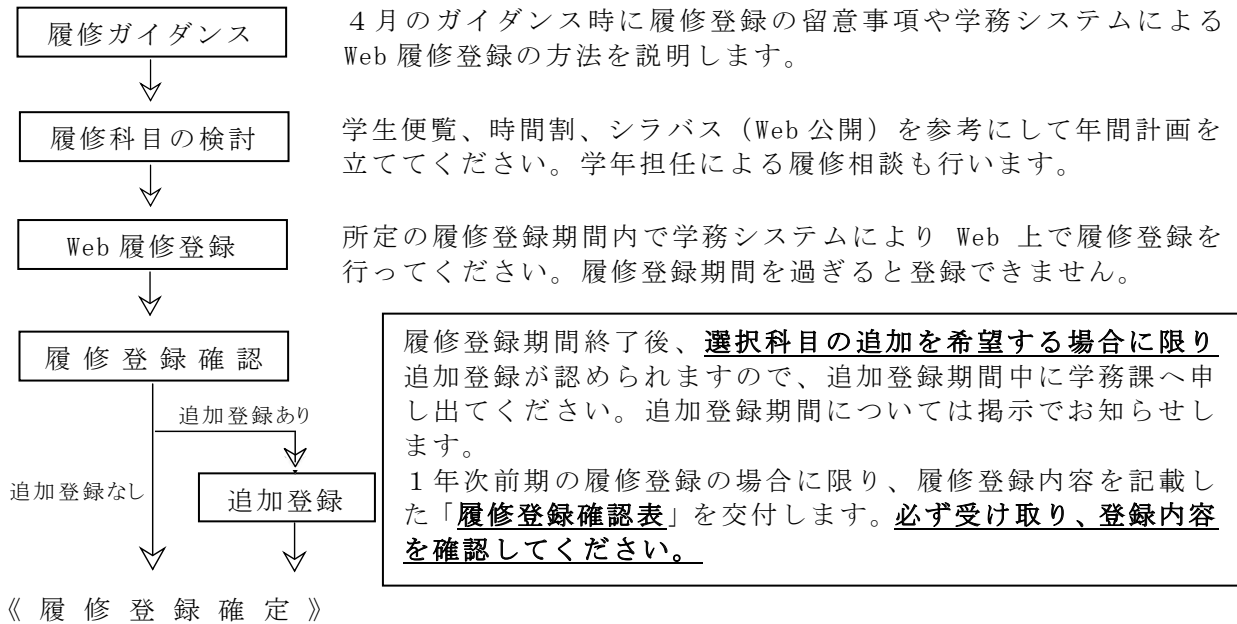 履修ガイダンス
４月のガイダンス時に履修登録の留意事項や学務システムによる
Web 履修登録の方法を説明します。
履修科目の検討
学生便覧、時間割、シラバス（Web 公開）を参考にして年間計画を
立ててください。学年担任による履修相談も行います。
Web 履修登録
所定の履修登録期間内で学務システムにより Web 上で履修登録を
行ってください。履修登録期間を過ぎると登録できません。
履修登録確認
履修登録期間終了後、選択科目の追加を希望する場合に限り
追加登録が認められますので、追加登録期間中に学務課へ申
し出てください。追加登録期間については掲示でお知らせし
ます。
１年次前期の履修登録の場合に限り、履修登録内容を記載し
た「履修登録確認表」を交付します。必ず受け取り、登録内容
を確認してください。
追加登録あり
追加登録なし
追加登録
《履修登録確定》